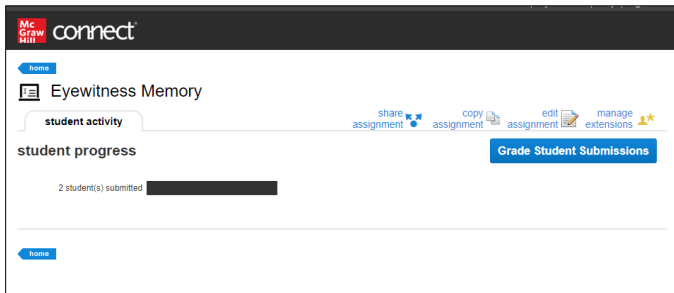 Mc
Graw
Hill
connect
home
Eyewitness Memory
student activity
share assignment
copy assignment
edit assignment
manage extensions
student progress
Grade Student Submissions
2 student(s) submitted
home